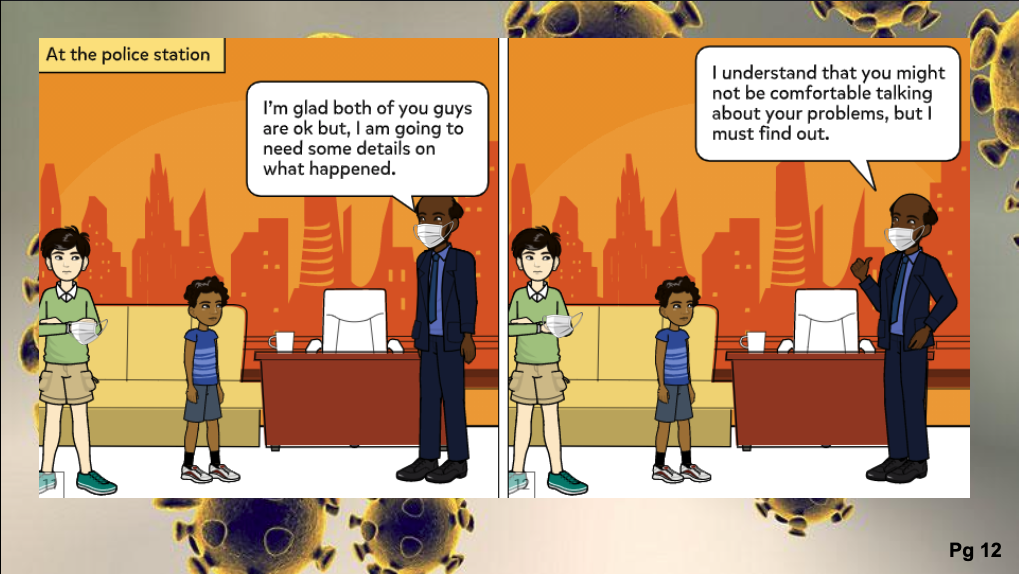 At the police station
I'm glad both of you guys
are ok but, I am going to
need some details on
what happened.
I understand that you might
not be comfortable talking
about your problems, but I
must find out.
Pg 12